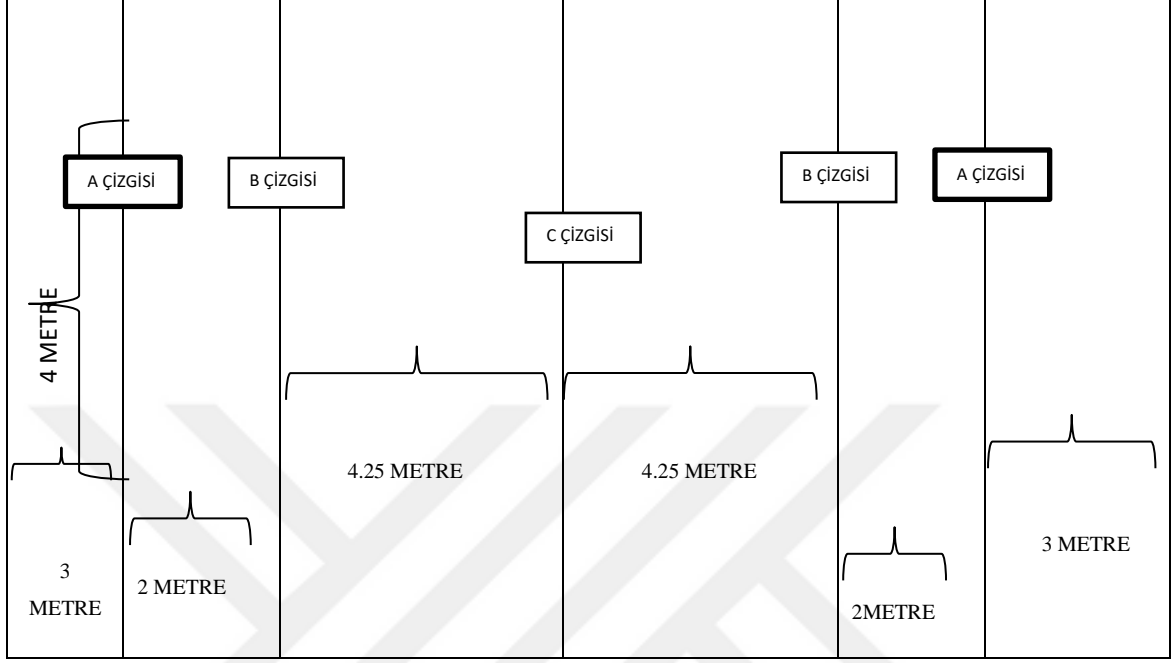 A ÇİZGİSİ
B ÇİZGİSİ
B ÇİZGİSİ
A ÇİZGİSİ
C ÇİZGİSİ
4 METRE
4.25 METRE
4.25 METRE
3 METRE
3
METRE
2 METRE
2METRE